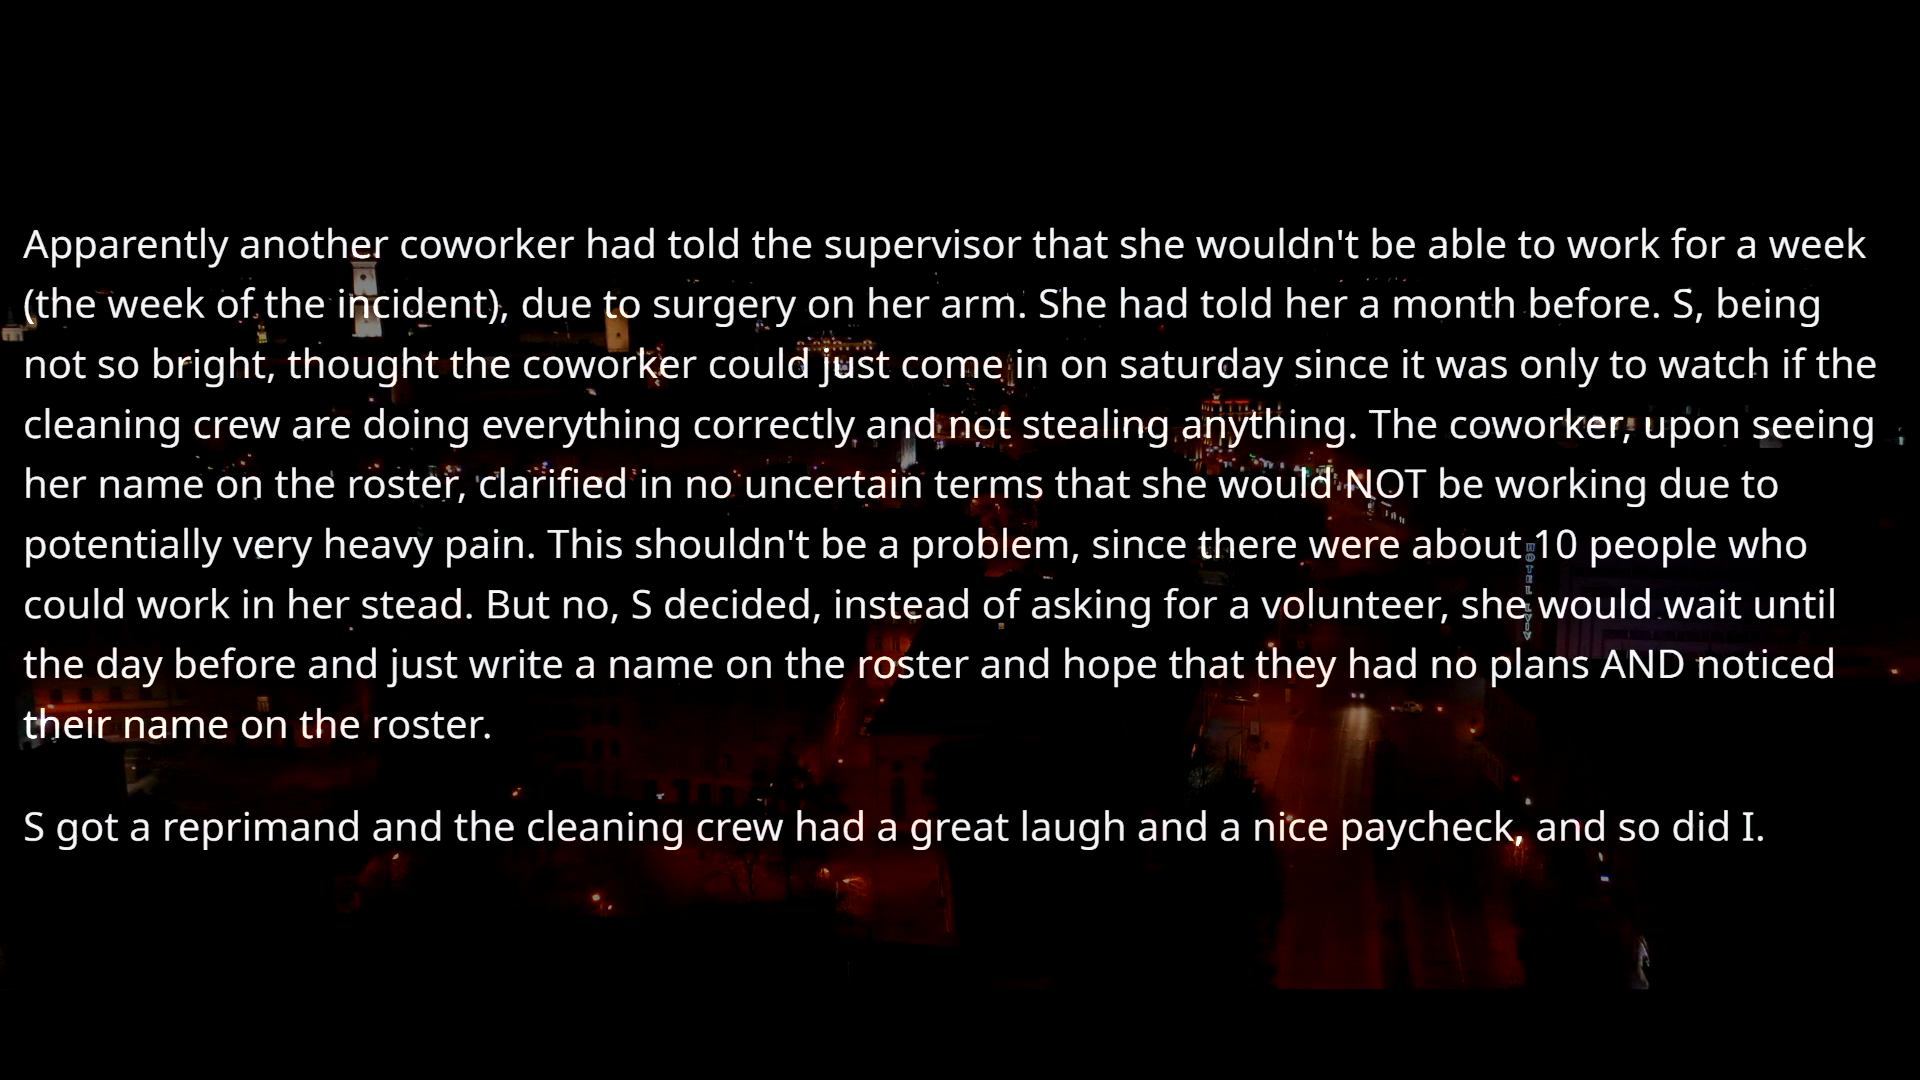 Apparently another coworker had told the supervisor that she wouldn't be able to work for a week
(the week of the incident), due to surgery on her arm. She had told her a month before. S, being
not so bright, thought the coworker could just come in on saturday since it was only to watch if the
cleaning crew are doing everything correctly and not stealing anything. The coworker, upon seeing
her name on the roster, clarified in no uncertain terms that she would NOT be working due to
potentially very heavy pain. This shouldn't be a problem, since there were about 10 people who
could work in her stead. But no, S decided, instead of asking for a volunteer, she would wait until
the day before and just write a name on the roster and hope that they had no plans AND noticed
their name on the roster.
S got a reprimand and the cleaning crew had a great laugh and a nice paycheck, and so did I.
HOTEL LVIV